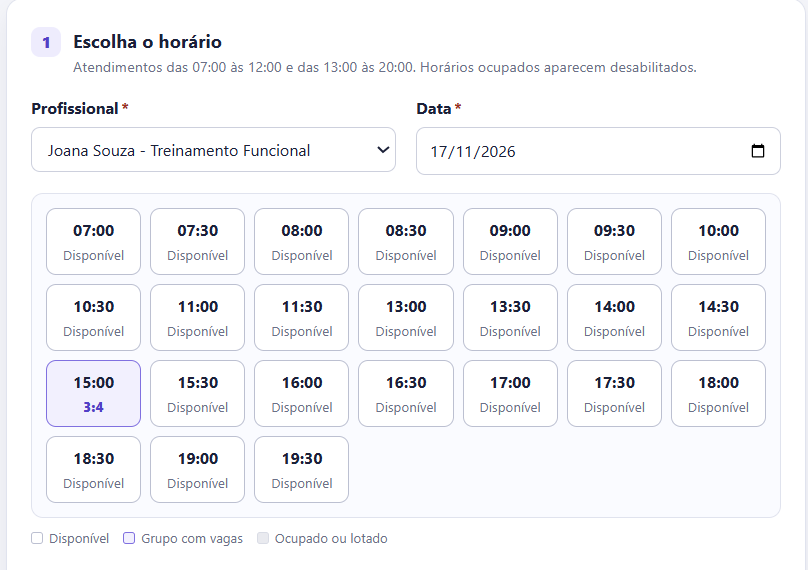 1 Escolha o horário
Atendimentos das 07:00 às 12:00 e das 13:00 às 20:00. Horários ocupados aparecem desabilitados.
Profissional * Data *
Joana Souza - Treinamento Funcional 17/11/2026
07:00 07:30 08:00 08:30 09:00 09:30 10:00
Disponível Disponível Disponível Disponível Disponível Disponível Disponível
10:30 11:00 11:30 13:00 13:30 14:00 14:30
Disponível Disponível Disponível Disponível Disponível Disponível Disponível
15:00 15:30 16:00 16:30 17:00 17:30 18:00
3:4 Disponível Disponível Disponível Disponível Disponível Disponível
18:30 19:00 19:30
Disponível Disponível Disponível
Disponível Grupo com vagas Ocupado ou lotado